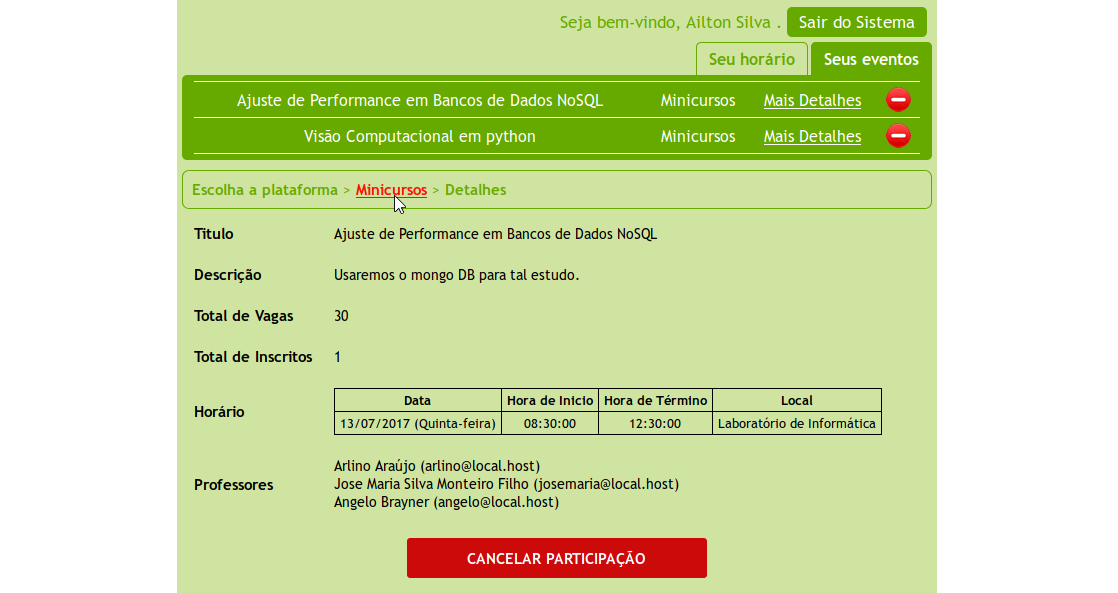 Seja bem-vindo, Ailton Silva . Sair do Sistema
Seu horário Seus eventos
Ajuste de Performance em Bancos de Dados NoSQL Minicursos Mais Detalhes
Visão Computacional em python Minicursos Mais Detalhes
Escolha a plataforma > Minicursos > Detalhes
Título Ajuste de Performance em Bancos de Dados NoSQL
Descrição Usaremos o mongo DB para tal estudo.
Total de Vagas 30
Total de Inscritos 1
Data Hora de Inicio Hora de Término Local
Horário
13/07/2017 (Quinta-feira) 08:30:00 12:30:00 Laboratório de Informática
Arlino Araújo (arlino@local.host)
Professores Jose Maria Silva Monteiro Filho (josemaria@local.host)
Angelo Brayner (angelo@local.host)
CANCELAR PARTICIPAÇÃO